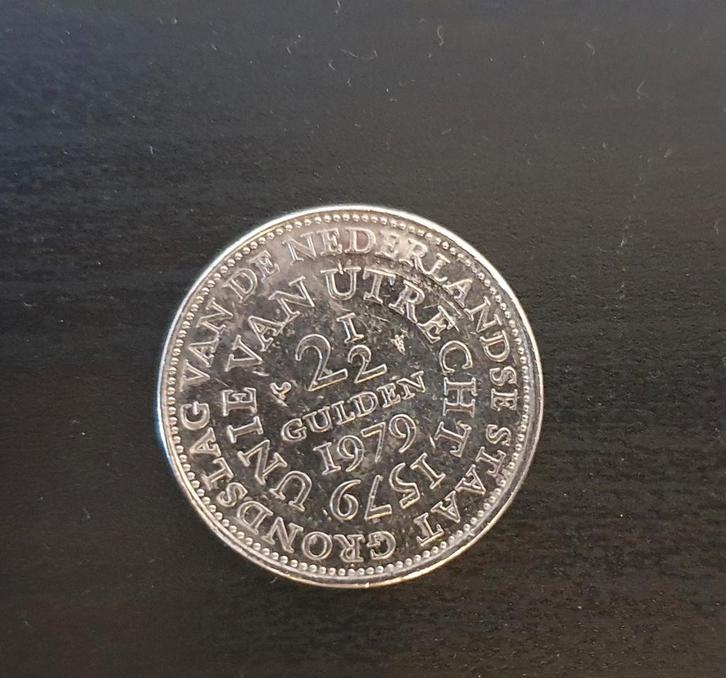 GRONDSLAG VAN DE NEDERLANDSE STAAT
UNIE VAN UTRECHT 1579
2 1/2
GULDEN
1979